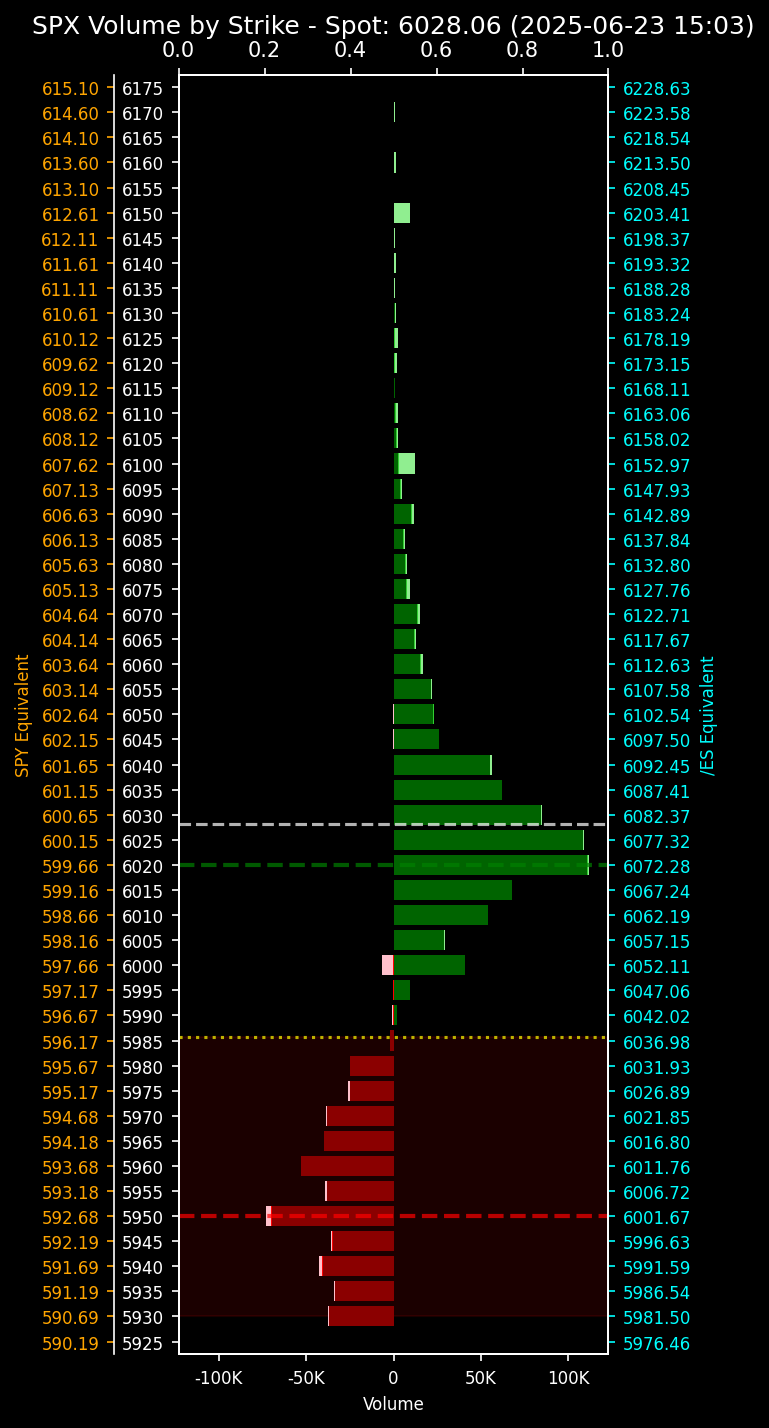 SPX Volume by Strike - Spot: 6028.06 (2025-06-23 15:03)
0.0 0.2 0.4 0.6 0.8 1.0
615.10 6175 6228.63
614.60 6170 6223.58
614.10 6165 6218.54
613.60 6160 6213.50
613.10 6155 6208.45
612.61 6150 6203.41
612.11 6145 6198.37
611.61 6140 6193.32
611.11 6135 6188.28
610.61 6130 6183.24
610.12 6125 6178.19
609.62 6120 6173.15
609.12 6115 6168.11
608.62 6110 6163.06
608.12 6105 6158.02
607.62 6100 6152.97
607.13 6095 6147.93
606.63 6090 6142.89
606.13 6085 6137.84
605.63 6080 6132.80
605.13 6075 6127.76
604.64 6070 6122.71
604.14 6065 6117.67
603.64 6060 6112.63
603.14 6055 6107.58
602.64 6050 6102.54
602.15 6045 6097.50
601.65 6040 6092.45
601.15 6035 6087.41
600.65 6030 6082.37
600.15 6025 6077.32
599.66 6020 6072.28
599.16 6015 6067.24
598.66 6010 6062.19
598.16 6005 6057.15
597.66 6000 6052.11
597.17 5995 6047.06
596.67 5990 6042.02
596.17 5985 6036.98
595.67 5980 6031.93
595.17 5975 6026.89
594.68 5970 6021.85
594.18 5965 6016.80
593.68 5960 6011.76
593.18 5955 6006.72
592.68 5950 6001.67
592.19 5945 5996.63
591.69 5940 5991.59
591.19 5935 5986.54
590.69 5930 5981.50
590.19 5925 5976.46
SPY Equivalent
/ES Equivalent
-100K -50K 0 50K 100K
Volume